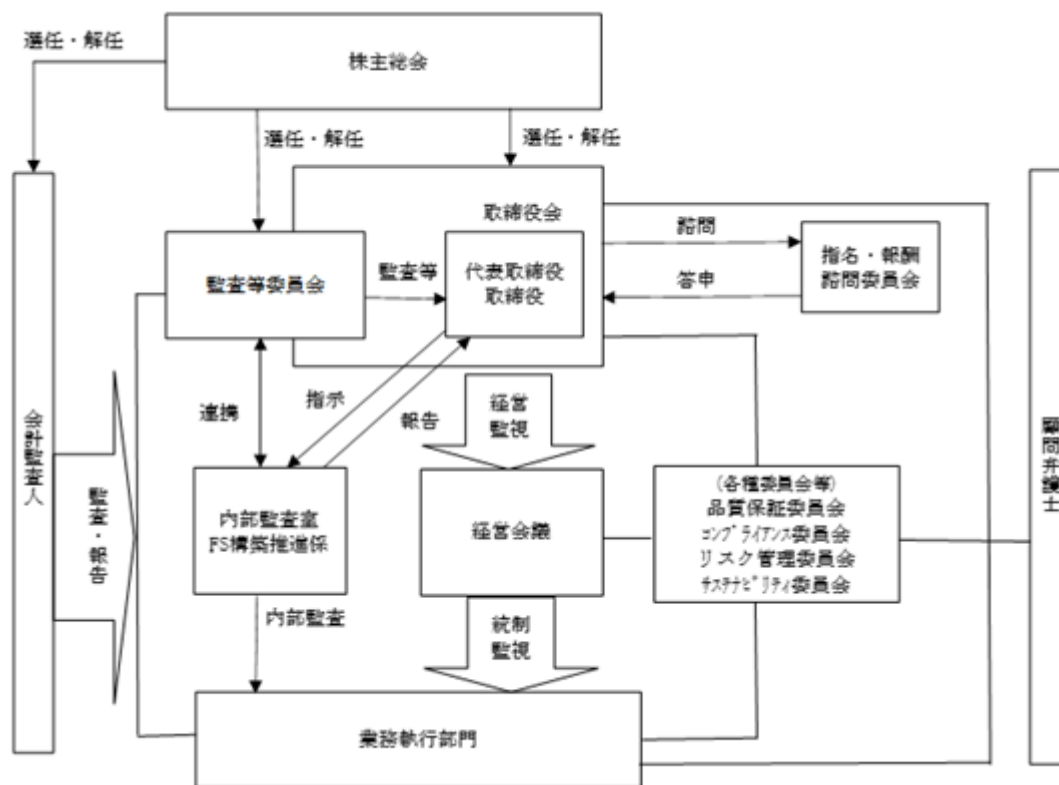 選任・解任
株主総会
選任・解任
選任・解任
取締役会
諮問
指名・報酬
諮問委員会
答申
監査等委員会
監査等
代表取締役
取締役
連携
指示
報告
経営
監視
会計監査人
監査・報告
内部監査室
FS構築推進係
経営会議
(各種委員会等)
品質保証委員会
コンプライアンス委員会
リスク管理委員会
サステナビリティ委員会
顧問弁護士
内部監査
統制
監視
業務執行部門